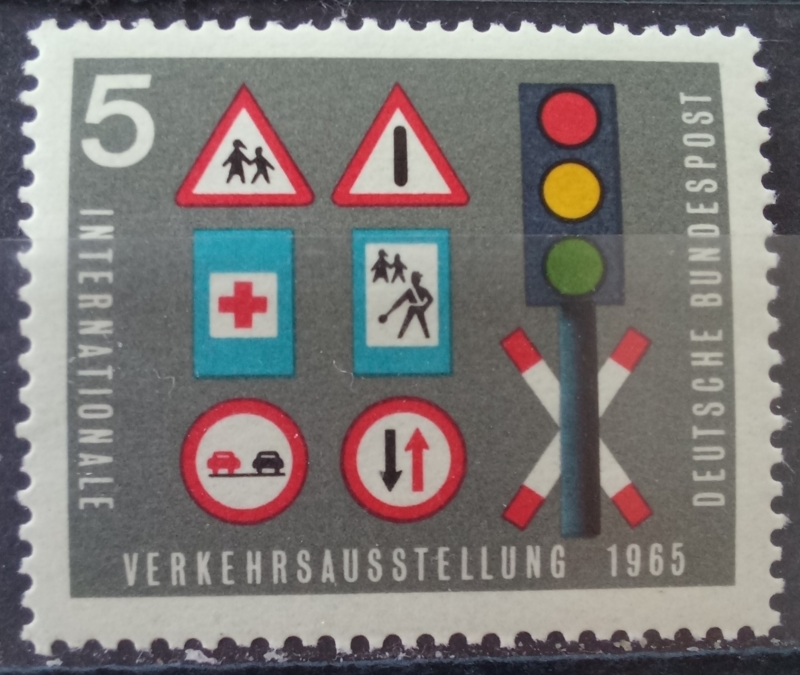 5
INTERNATIONALE
VERKEHRSAUSSTELLUNG 1965
DEUTSCHE BUNDESPOST